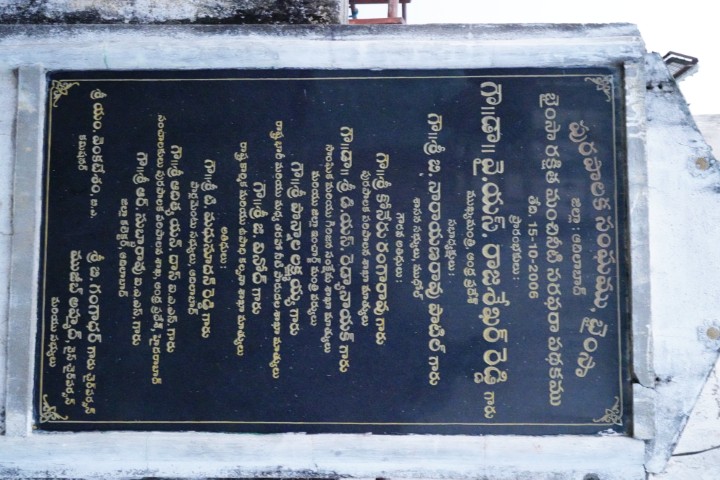 పురపాలక సంఘము, భైంసా
జిల్లా : ఆదిలాబాద్
భైంసా రక్షిత మంచినీటి సరఫరా పథకము
తేది. 15-10-2006
ప్రారంభకులు :
గౌ॥డా॥ వై.యస్. రాజశేఖర్ రెడ్డి గారు
ముఖ్యమంత్రి, ఆంధ్ర ప్రదేశ్
సభాధ్యక్షులు :
గౌ॥శ్రీ బి. నారాయణరావు పాటిల్ గారు
శాసన సభ్యులు, ముధోల్
గౌరవ అతిధులు :
గౌ॥శ్రీ కోనేరు రంగారావు గారు
పురపాలక పరిపాలన శాఖా మాత్యులు
గౌ॥డా॥ శ్రీ డి.యస్. రెడ్యానాయక్ గారు
సాంఘిక మరియు గిరిజన సంక్షేమ శాఖా మాత్యులు
మరియు జిల్లా ఇంచార్జ్ మంత్రి వర్యులు
గౌ॥శ్రీ పొన్నాల లక్ష్మయ్య గారు
రాష్ట్ర భారీ మరియు మధ్య తరహా నీటి పారుదల శాఖా మాత్యులు
గౌ॥శ్రీ జి. వినోద్ గారు
రాష్ట్ర కార్మిక మరియు ఉపాధి కల్పనా శాఖా మాత్యులు
అతిధులు :
గౌ॥శ్రీ టి. మధుసూదన్ రెడ్డి గారు
పార్లమెంటు సభ్యులు, ఆదిలాబాద్
గౌ॥శ్రీ ఆదిత్య యన్. దాస్ ఐ.ఎ.ఎస్. గారు
సంచాలకులు పురపాలక పరిపాలన శాఖ, ఆంధ్ర ప్రదేశ్, హైదరాబాద్
గౌ॥శ్రీ ఆర్. సుబ్బారావు ఐ.ఎ.ఎస్. గారు
జిల్లా కలెక్టర్, ఆదిలాబాద్
శ్రీ యం. వెంకటేశం, బి.ఎ.
కమిషనర్
శ్రీ బి. గంగాధర్ గారు చైర్‌పర్సన్
ముజీబ్ అహ్మద్, వైస్ చైర్‌పర్సన్
మరియు సభ్యులు